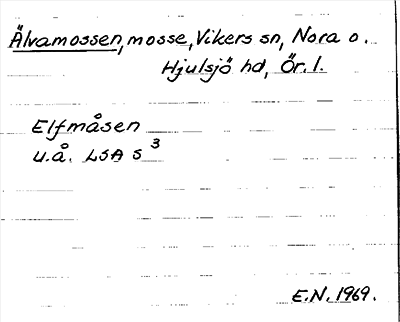 Älvamossen, mosse, Vikers sn, Nora o.
Hjulsjö hd, Ör. l.
Elfmåsen
u.å. LSA S 3
E.N. 1969.